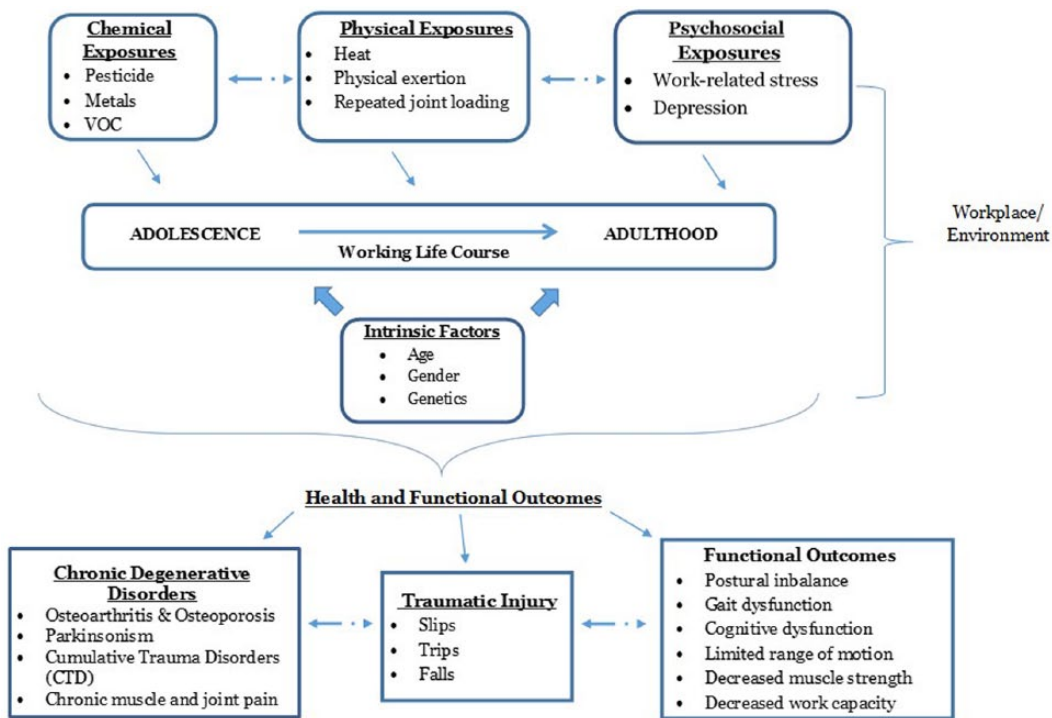 Chemical
Exposures
• Pesticide
• Metals
• VOC
Physical Exposures
• Heat
• Physical exertion
• Repeated joint loading
Psychosocial
Exposures
• Work-related stress
• Depression
Workplace/
Environment
ADOLESCENCE
ADULTHOOD
Working Life Course
Intrinsic Factors
• Age
• Gender
• Genetics
Health and Functional Outcomes
Chronic Degenerative
Disorders
• Osteoarthritis & Osteoporosis
• Parkinsonism
• Cumulative Trauma Disorders
(CTD)
• Chronic muscle and joint pain
Traumatic Injury
• Slips
• Trips
• Falls
Functional Outcomes
• Postural inbalance
• Gait dysfunction
• Cognitive dysfunction
• Limited range of motion
• Decreased muscle strength
• Decreased work capacity